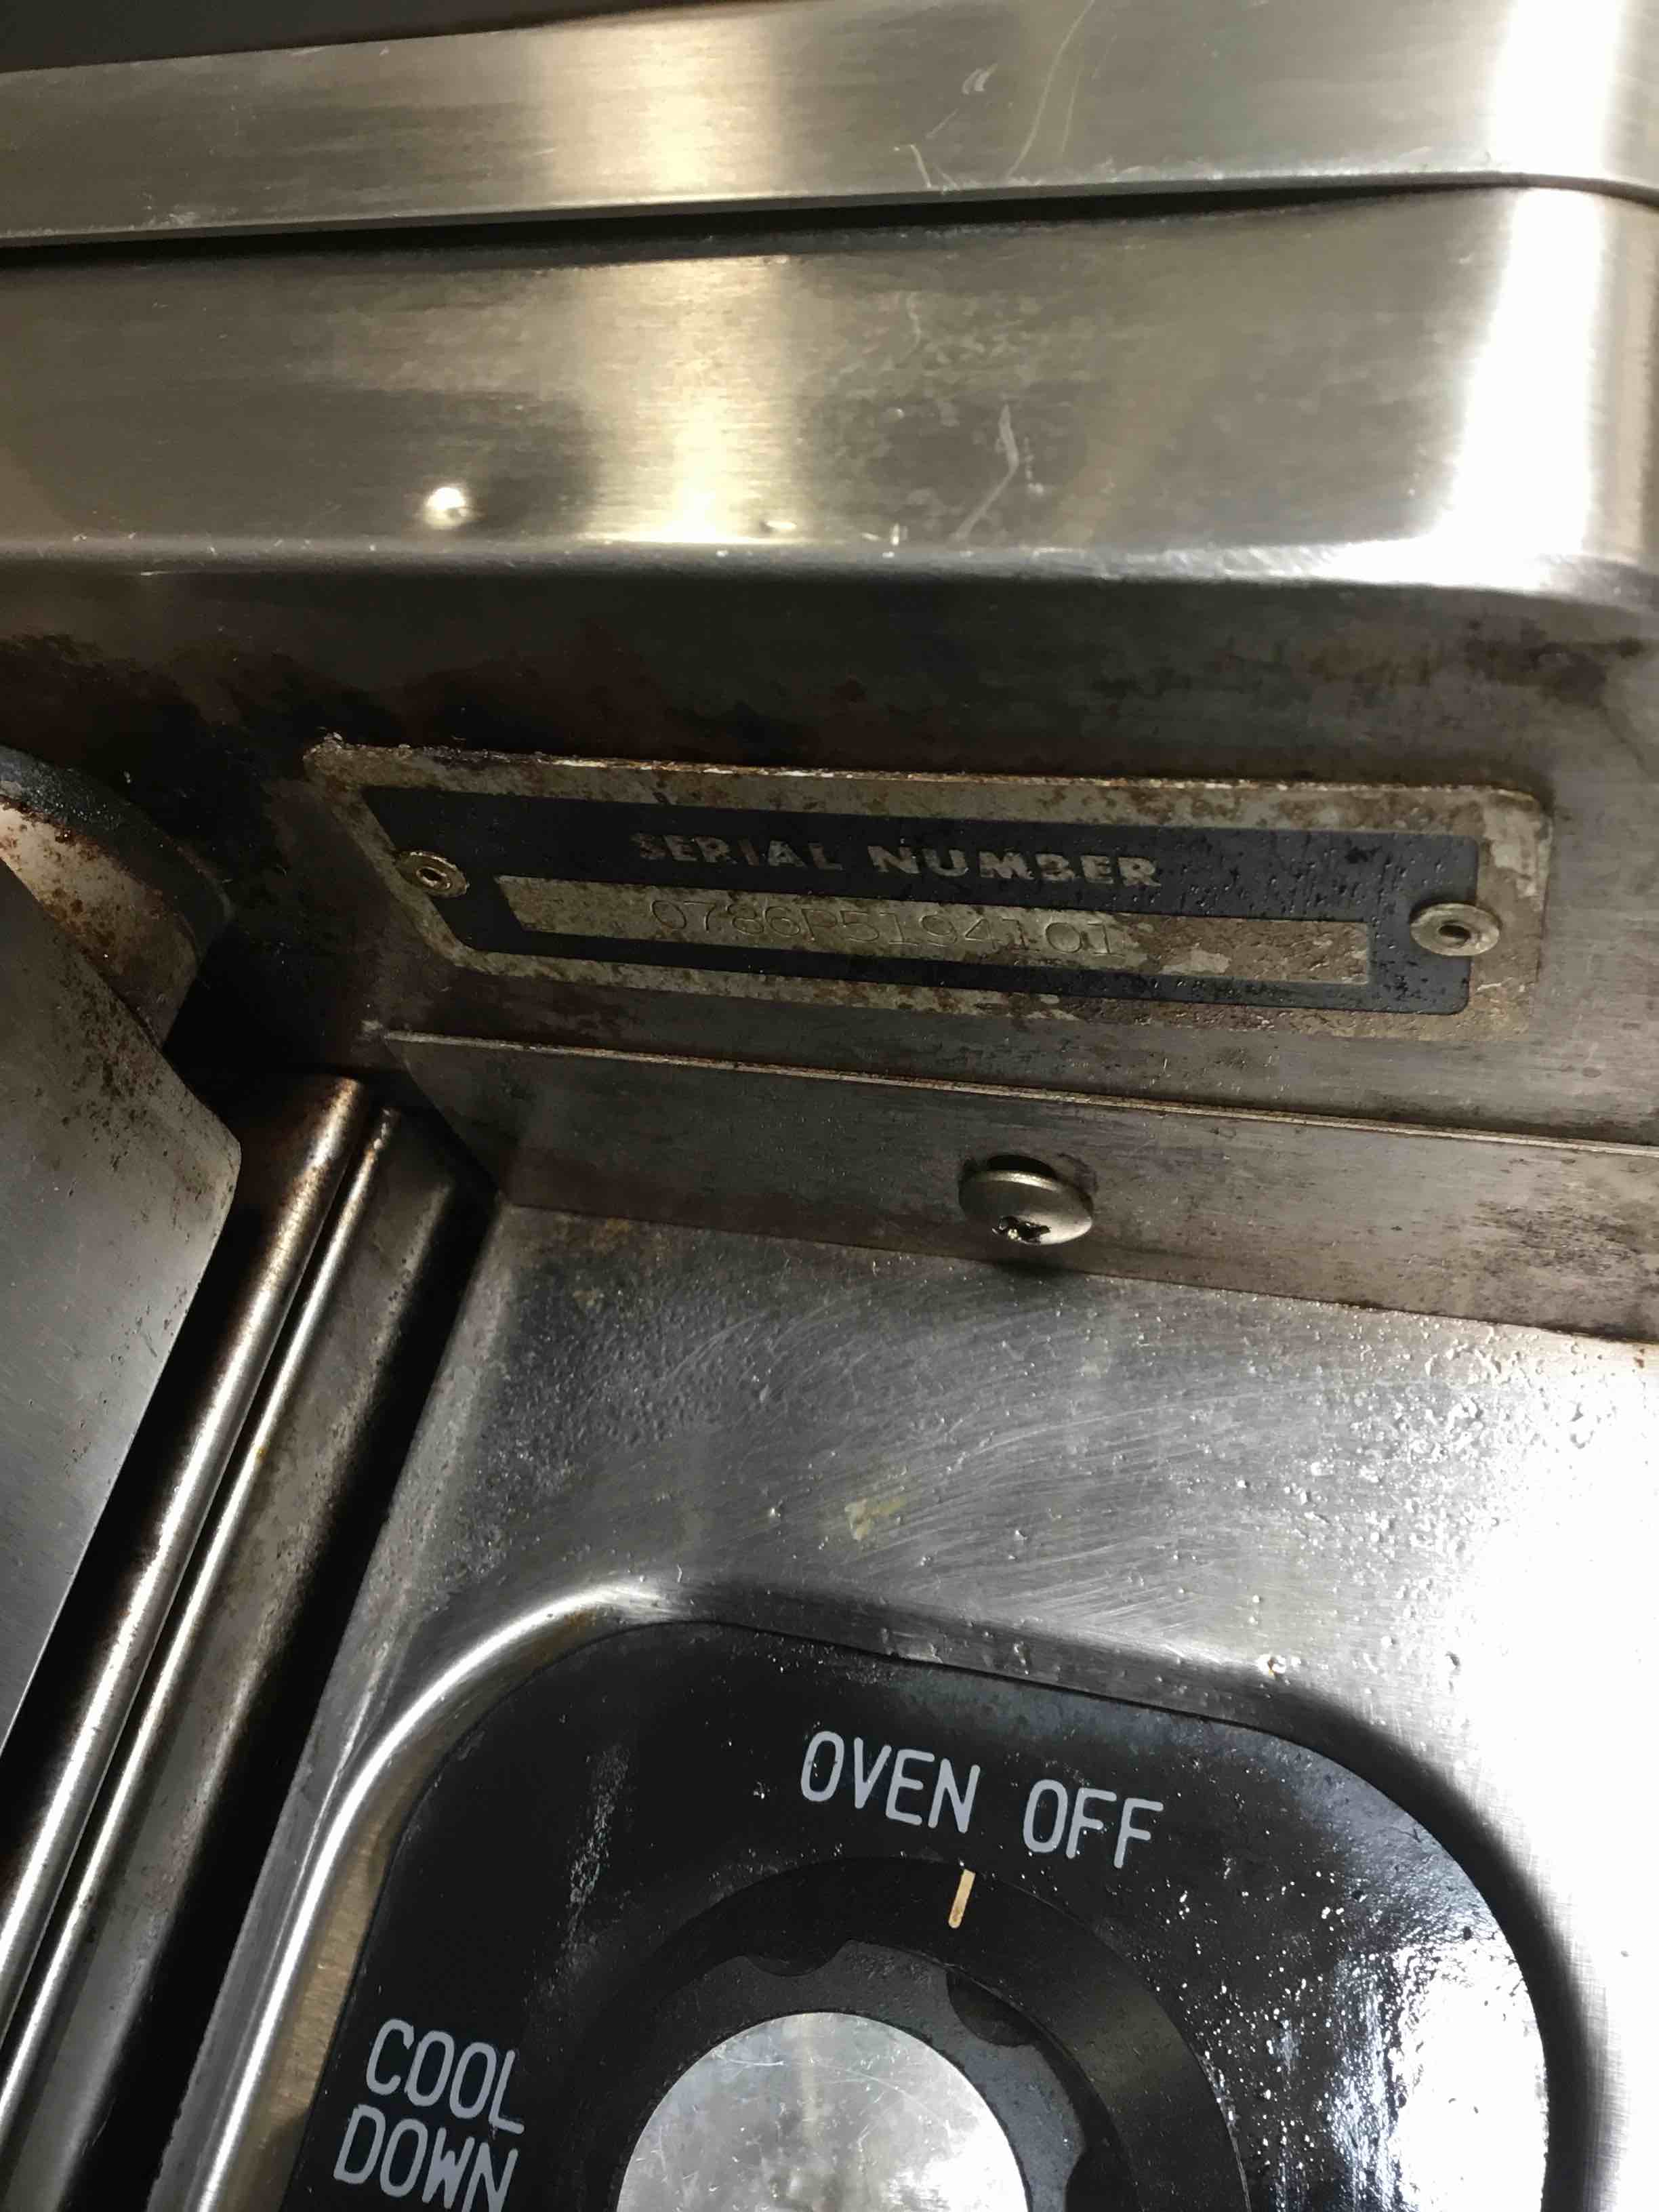 SERIAL NUMBER
0786P5194101
OVEN OFF
COOL
DOWN